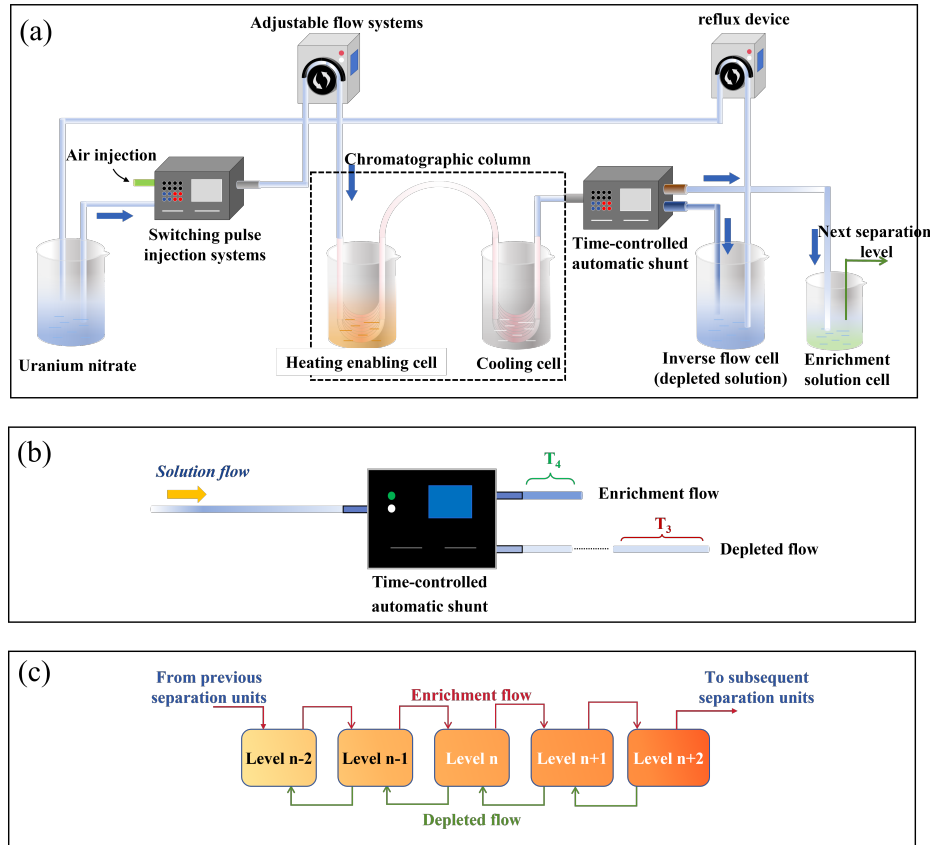 (a)
Adjustable flow systems
reflux device
Air injection
Chromatographic column
Switching pulse
injection systems
Time-controlled
automatic shunt
Next separation
level
Uranium nitrate
Heating enabling cell
Cooling cell
Inverse flow cell
(depleted solution)
Enrichment
solution cell
(b)
Solution flow
T4
Enrichment flow
T3
Depleted flow
Time-controlled
automatic shunt
(c)
From previous
separation units
Enrichment flow
To subsequent
separation units
Level n-2
Level n-1
Level n
Level n+1
Level n+2
Depleted flow